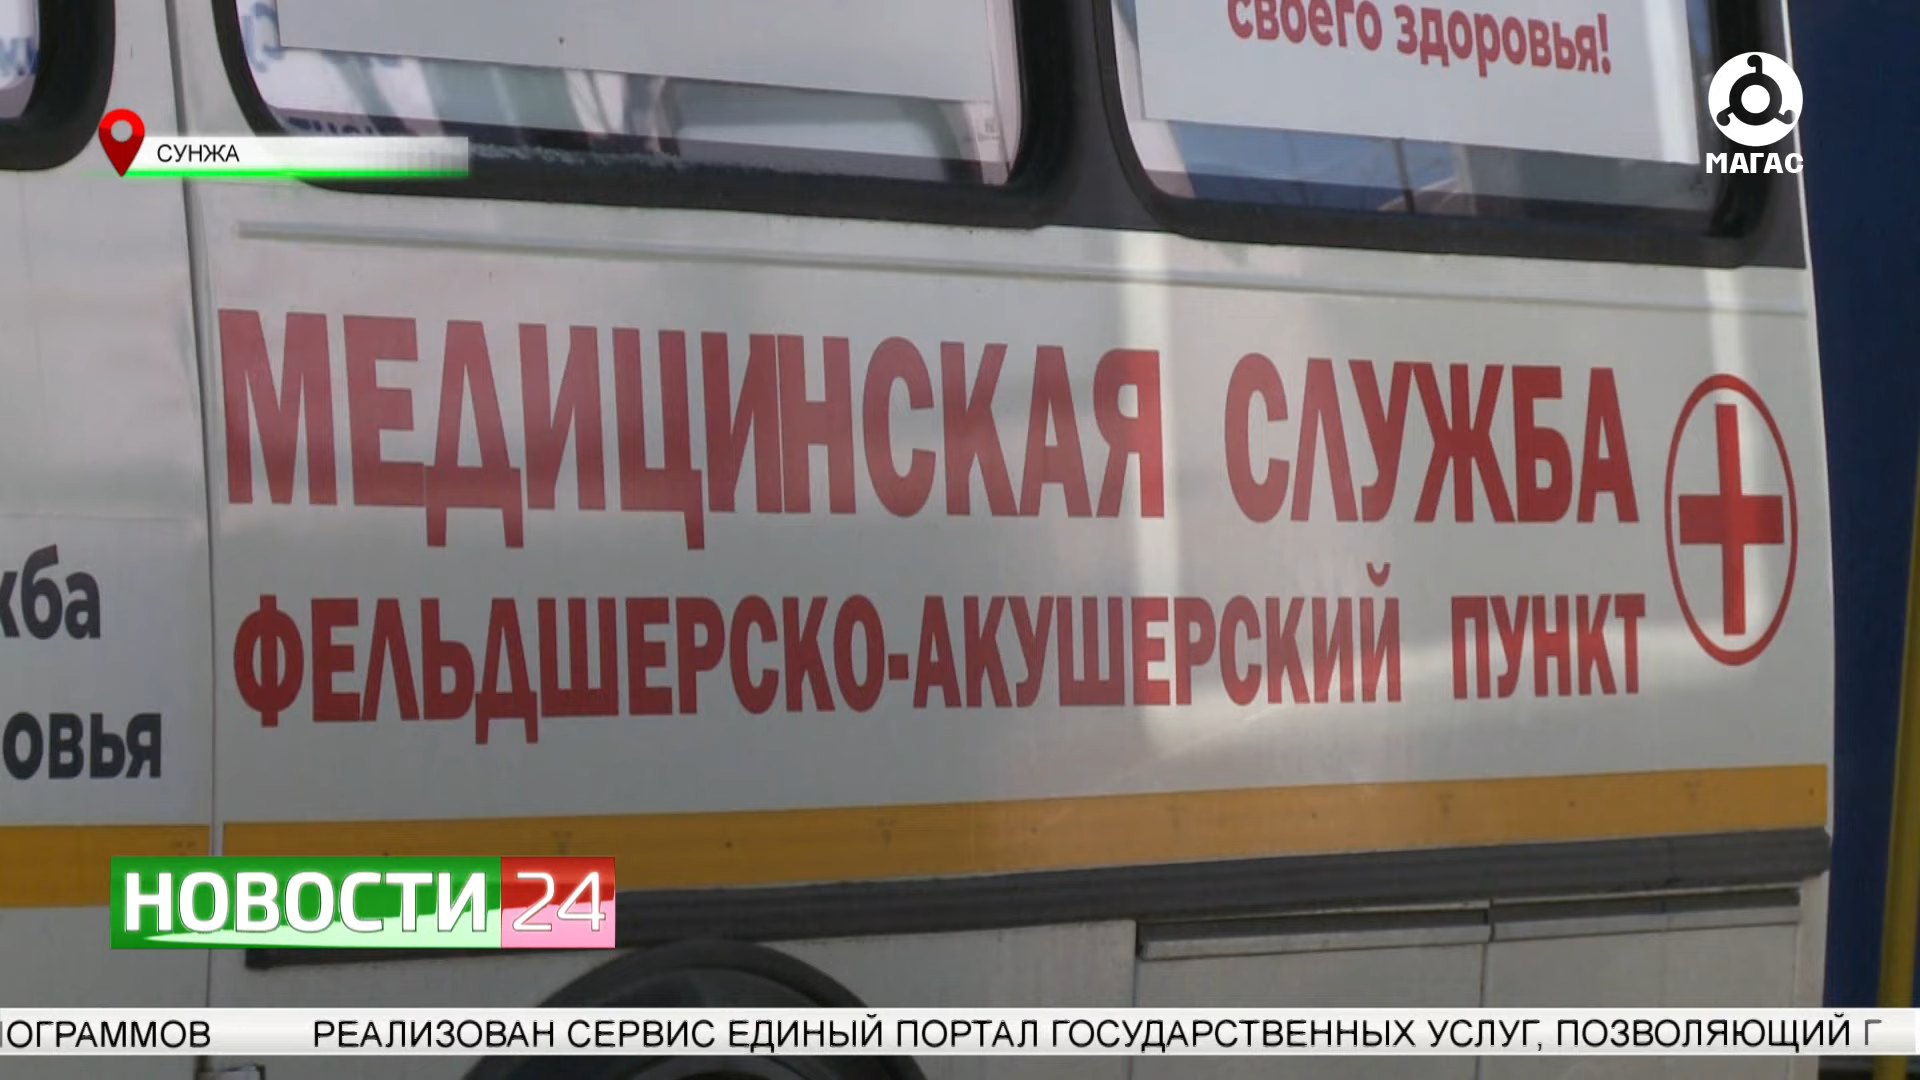 своего здоровья!
МАГАС
СУНЖА
МЕДИЦИНСКАЯ СЛУЖБА
ФЕЛЬДШЕРСКО-АКУШЕРСКИЙ ПУНКТ
жба
овья
НОВОСТИ 24
ЛОГРАММОВ РЕАЛИЗОВАН СЕРВИС ЕДИНЫЙ ПОРТАЛ ГОСУДАРСТВЕННЫХ УСЛУГ, ПОЗВОЛЯЮЩИЙ Г